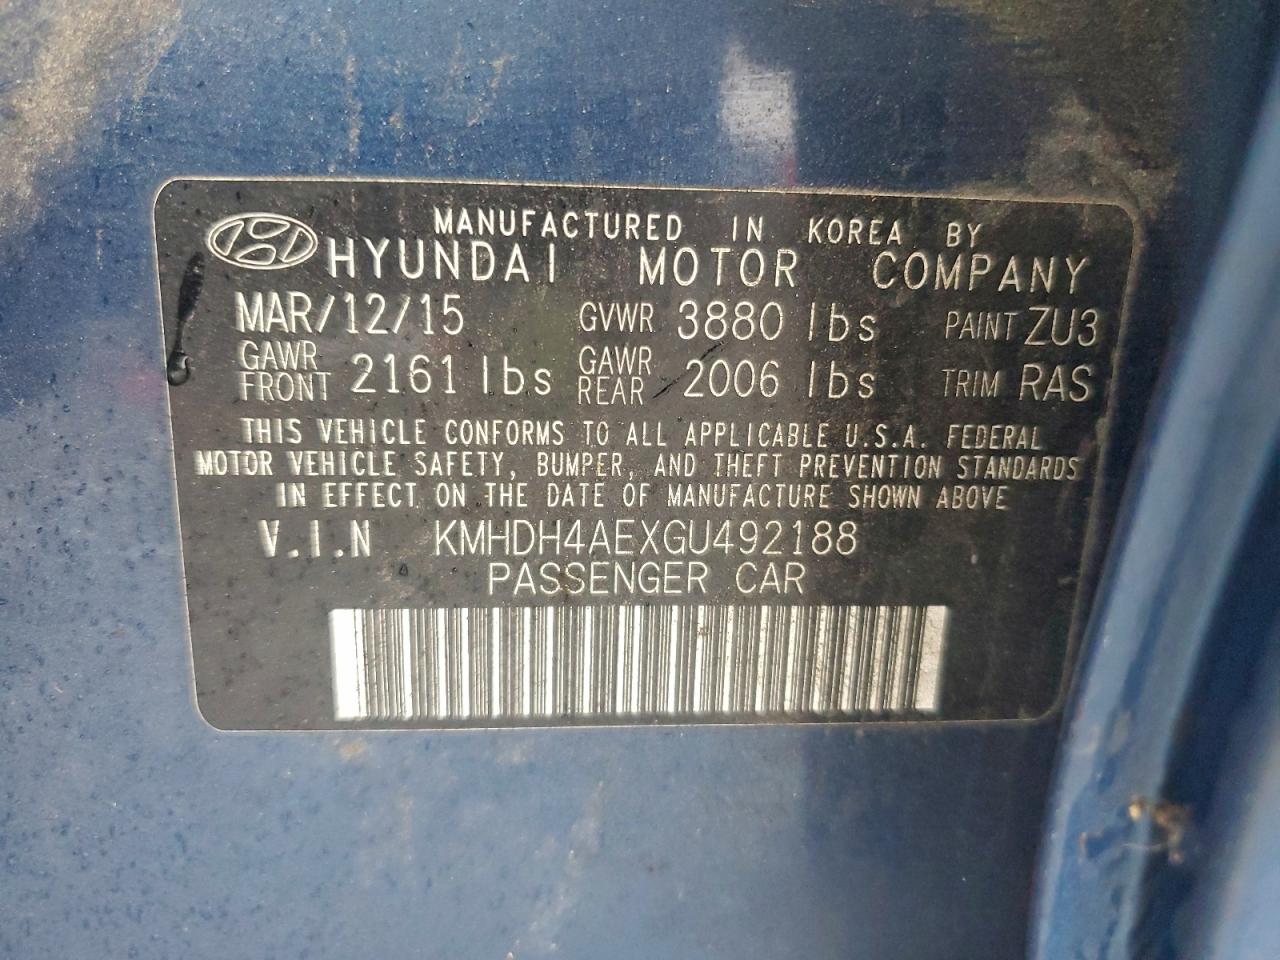 MANUFACTURED IN KOREA BY
HYUNDAI MOTOR COMPANY
MAR/12/15 GVWR 3880 lbs PAINT ZU3
GAWR FRONT 2161 lbs GAWR REAR 2006 lbs TRIM RAS
THIS VEHICLE CONFORMS TO ALL APPLICABLE U.S.A. FEDERAL
MOTOR VEHICLE SAFETY, BUMPER, AND THEFT PREVENTION STANDARDS
IN EFFECT ON THE DATE OF MANUFACTURE SHOWN ABOVE
V.I.N KMHDH4AEXGU492188
PASSENGER CAR